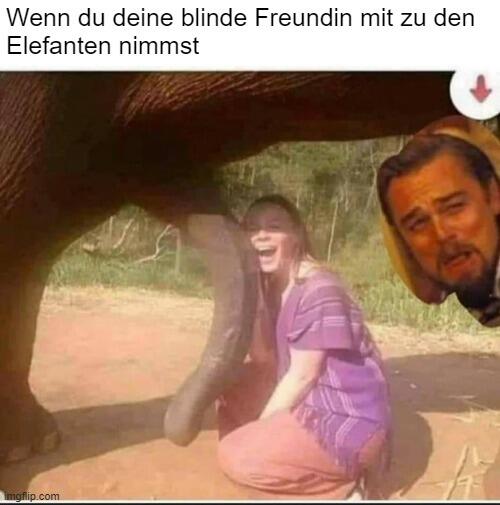 Wenn du deine blinde Freundin mit zu den
Elefanten nimmst
imgflip.com